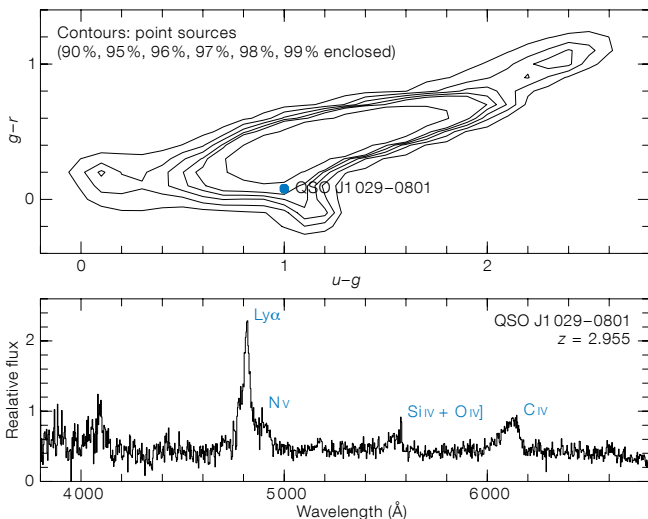 Contours: point sources
(90%, 95%, 96%, 97%, 98%, 99% enclosed)
1
g–r
0
QSO J1029–0801
0
1
2
u–g
Lyα
QSO J1029–0801
z = 2.955
2
Realative flux
N V
Si IV + O IV]
C IV
1
0
4000
5000
6000
Wavelength (Å)